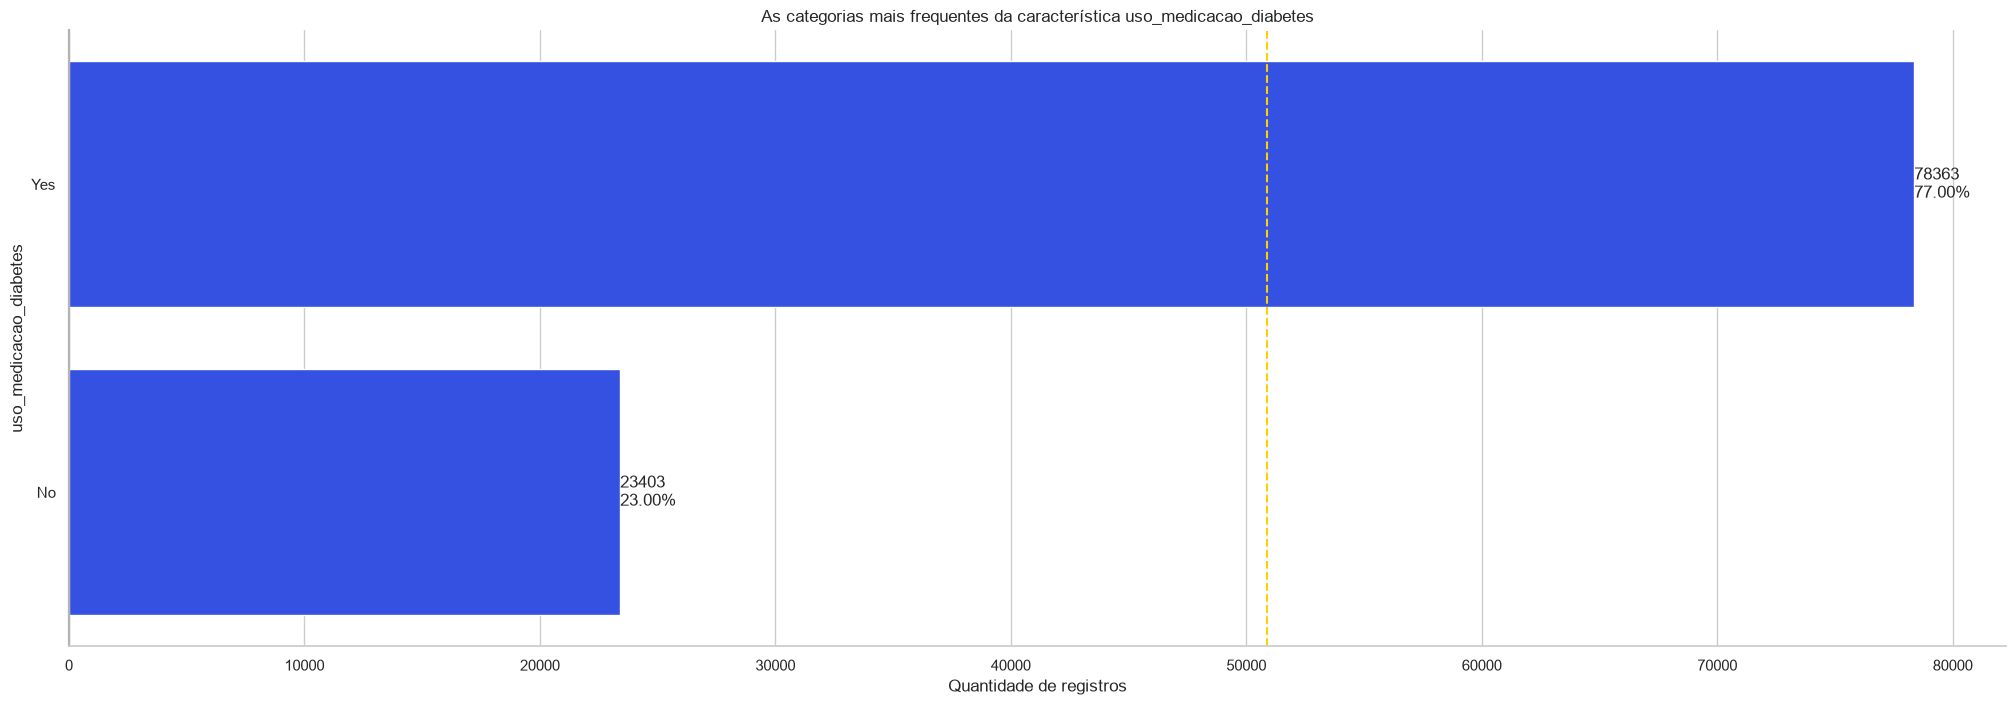 As categorias mais frequentes da característica uso_medicacao_diabetes
uso_medicacao_diabetes
Yes
78363
77.00%
No
23403
23.00%
0
10000
20000
30000
40000
50000
60000
70000
80000
Quantidade de registros